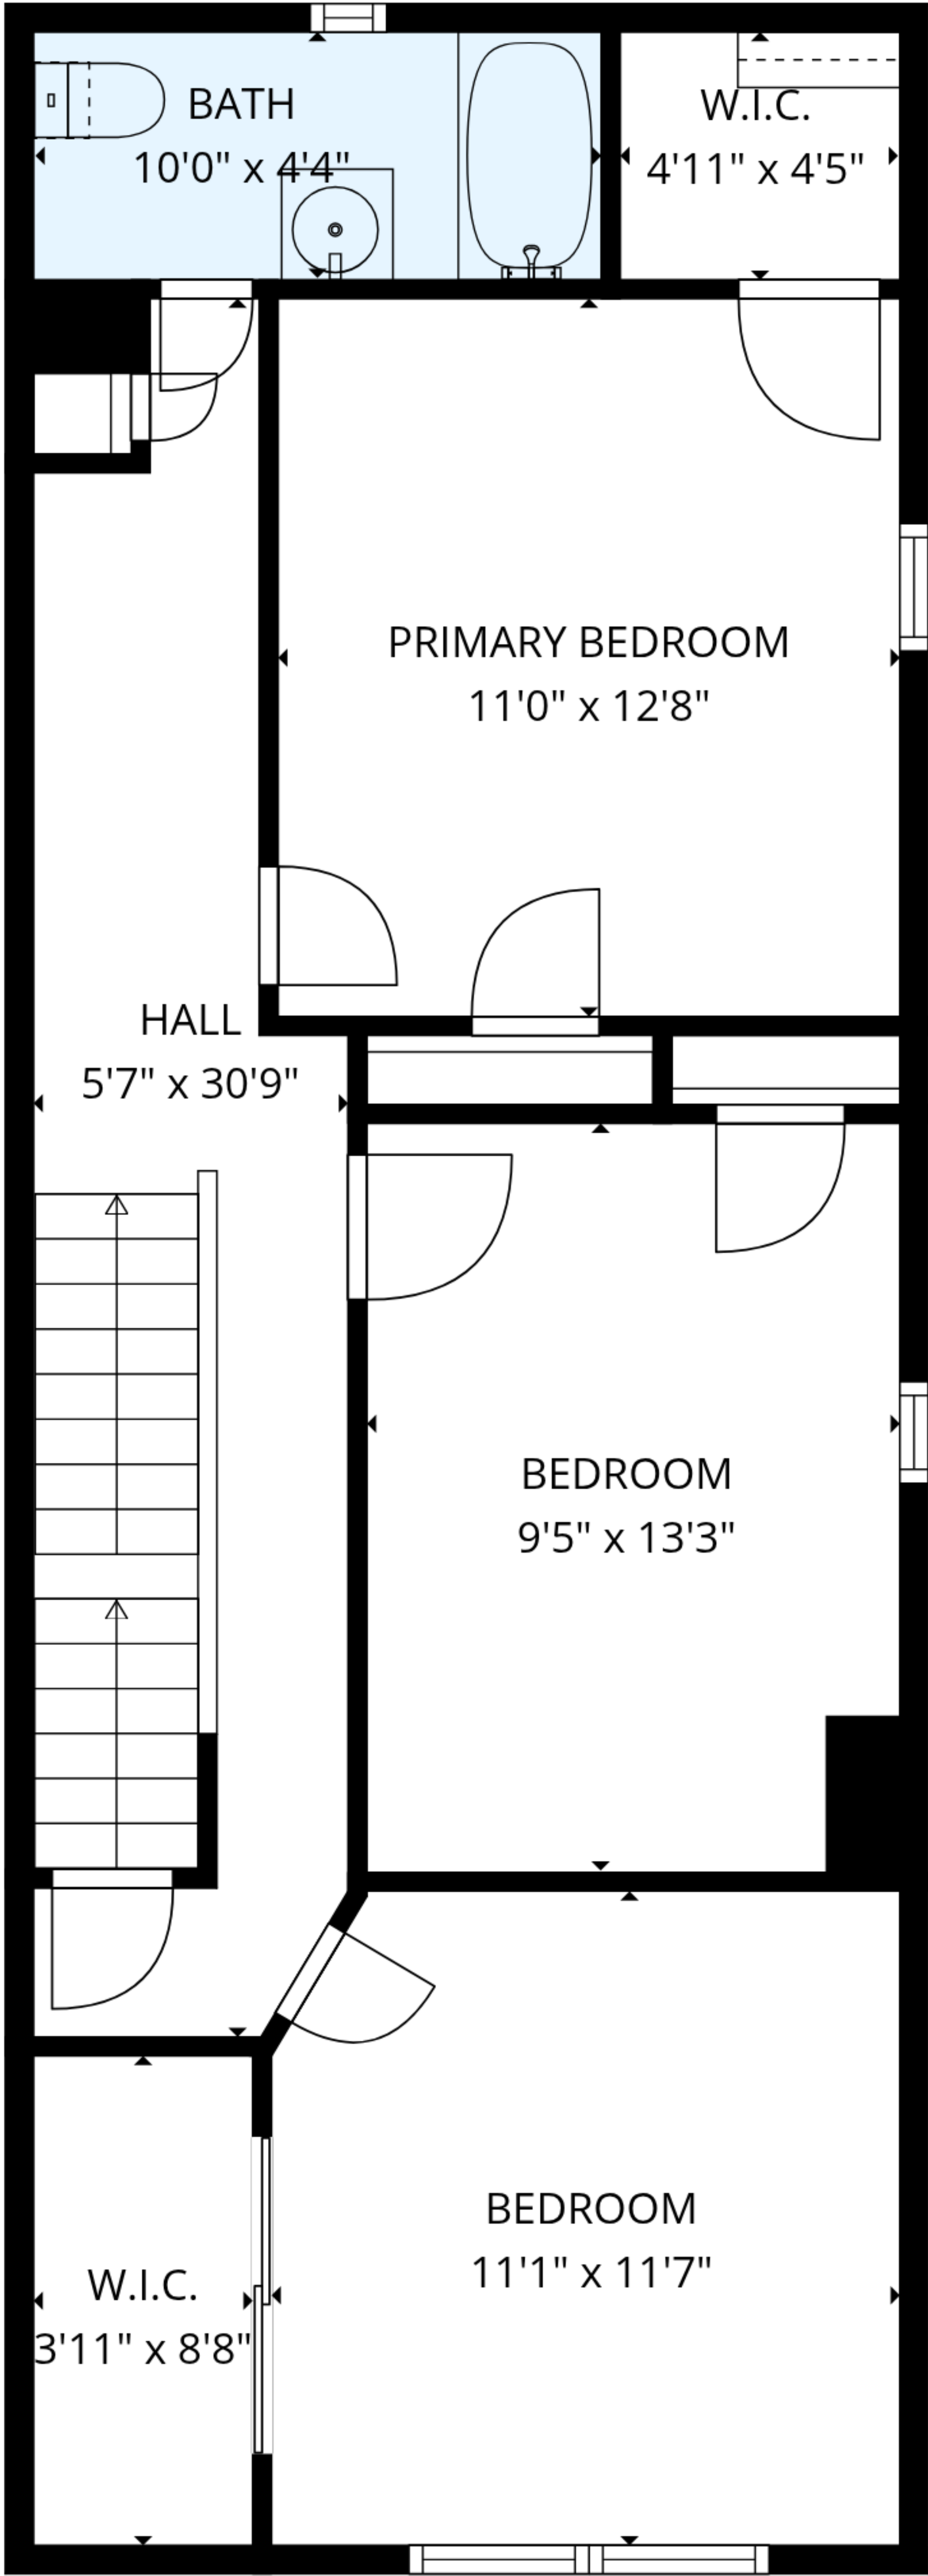 BATH
10'0" x 4'4"
W.I.C.
4'11" x 4'5"
PRIMARY BEDROOM
11'0" x 12'8"
HALL
5'7" x 30'9"
BEDROOM
9'5" x 13'3"
BEDROOM
11'1" x 11'7"
W.I.C.
3'11" x 8'8"